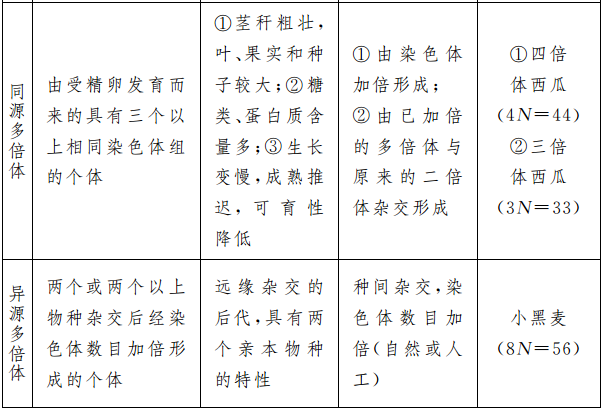 同源多倍体
由受精卵发育而
来的具有三个以
上相同染色体组
的个体
①茎秆粗壮,
叶、果实和种
子较大;②糖
类、蛋白质含
量多;③生长
变慢,成熟推
迟,可育性
降低
①由染色体
加倍形成;
②由已加倍
的多倍体与
原来的二倍
体杂交形成
①四倍
体西瓜
(4N=44)
②三倍
体西瓜
(3N=33)
异源多倍体
两个或两个以上
物种杂交后经染
色体数目加倍形
成的个体
远缘杂交的
后代,具有两
个亲本物种
的特性
种间杂交,染
色体数目加
倍(自然或人
工)
小黑麦
(8N=56)